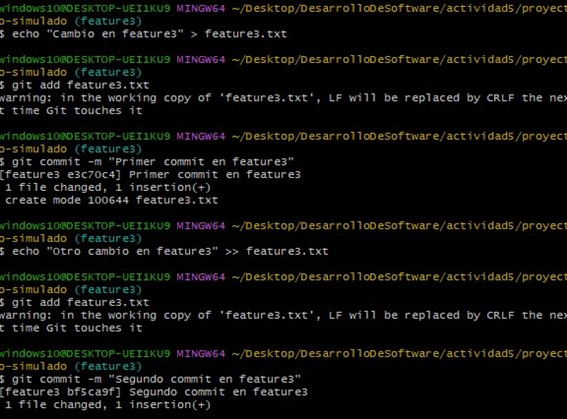 windows10@DESKTOP-UEI1KU9 MINGW64 ~/Desktop/DesarrolloDeSoftware/actividad5/proyect
o-simulado (feature3)
$ echo "Cambio en feature3" > feature3.txt
windows10@DESKTOP-UEI1KU9 MINGW64 ~/Desktop/DesarrolloDeSoftware/actividad5/proyect
o-simulado (feature3)
$ git add feature3.txt
warning: in the working copy of 'feature3.txt', LF will be replaced by CRLF the nex
t time Git touches it
windows10@DESKTOP-UEI1KU9 MINGW64 ~/Desktop/DesarrolloDeSoftware/actividad5/proyect
o-simulado (feature3)
$ git commit -m "Primer commit en feature3"
[feature3 e3c70c4] Primer commit en feature3
1 file changed, 1 insertion(+)
create mode 100644 feature3.txt
windows10@DESKTOP-UEI1KU9 MINGW64 ~/Desktop/DesarrolloDeSoftware/actividad5/proyect
o-simulado (feature3)
$ echo "Otro cambio en feature3" >> feature3.txt
windows10@DESKTOP-UEI1KU9 MINGW64 ~/Desktop/DesarrolloDeSoftware/actividad5/proyect
o-simulado (feature3)
$ git add feature3.txt
warning: in the working copy of 'feature3.txt', LF will be replaced by CRLF the nex
t time Git touches it
windows10@DESKTOP-UEI1KU9 MINGW64 ~/Desktop/DesarrolloDeSoftware/actividad5/proyect
o-simulado (feature3)
$ git commit -m "Segundo commit en feature3"
[feature3 bf5ca9f] Segundo commit en feature3
1 file changed, 1 insertion(+)